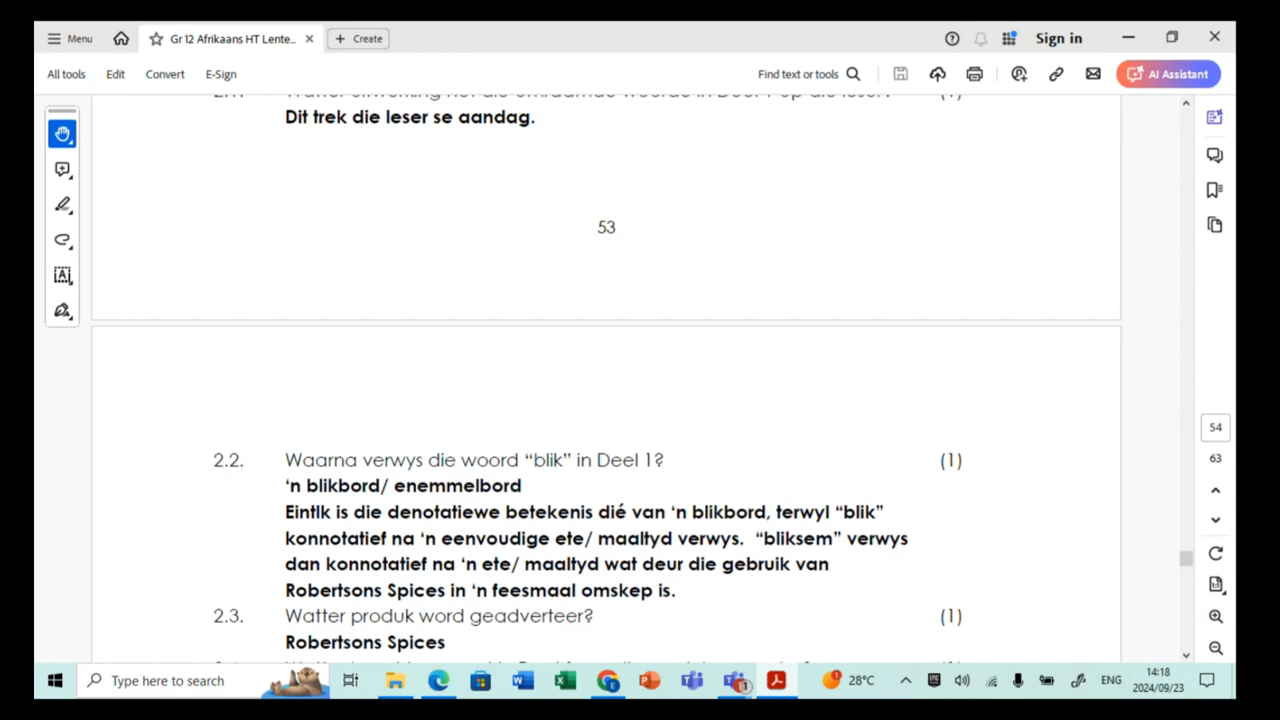 Menu
Gr 12 Afrikaans HT Lente...
Create
Sign in
All tools
Edit
Convert
E-Sign
Find text or tools
AI Assistant
Dit trek die leser se aandag.
53
2.2. Waarna verwys die woord “blik” in Deel 1? (1)
‘n blikbord/ enemmelbord
Eintlk is die denotatiewe betekenis dié van ‘n blikbord, terwyl “blik”
konnotatief na ‘n eenvoudige ete/ maaltyd verwys. “bliksem” verwys
dan konnotatief na ‘n ete/ maaltyd wat deur die gebruik van
Robertsons Spices in ‘n feesmaal omskep is.
2.3. Watter produk word geadverteer? (1)
Robertsons Spices
54
63
Type here to search
28°C
ENG
14:18
2024/09/23